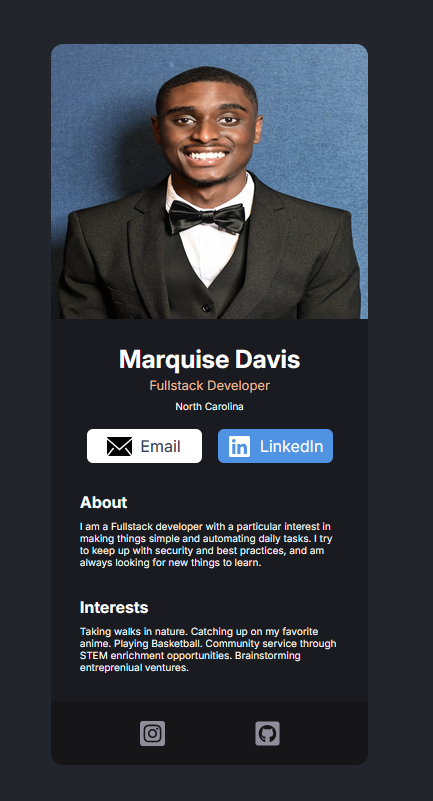 Marquise Davis
Fullstack Developer
North Carolina
Email
in LinkedIn
About
I am a Fullstack developer with a particular interest in
making things simple and automating daily tasks. I try
to keep up with security and best practices, and am
always looking for new things to learn.
Interests
Taking walks in nature. Catching up on my favorite
anime. Playing Basketball. Community service through
STEM enrichment opportunities. Brainstorming
entrepreniual ventures.